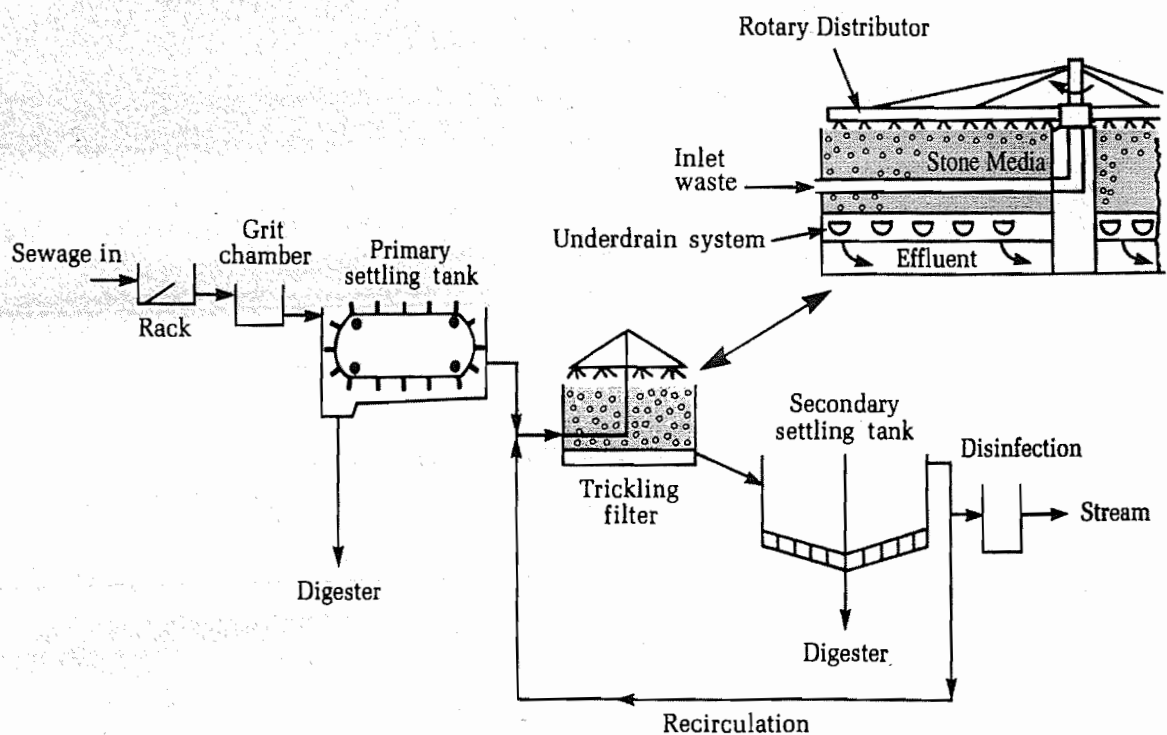 Rotary Distributor
Stone Media
Inlet
waste
Underdrain system
Effluent
Sewage in
Rack
Grit
chamber
Primary
settling tank
Digester
Trickling
filter
Secondary
settling tank
Digester
Disinfection
Stream
Recirculation